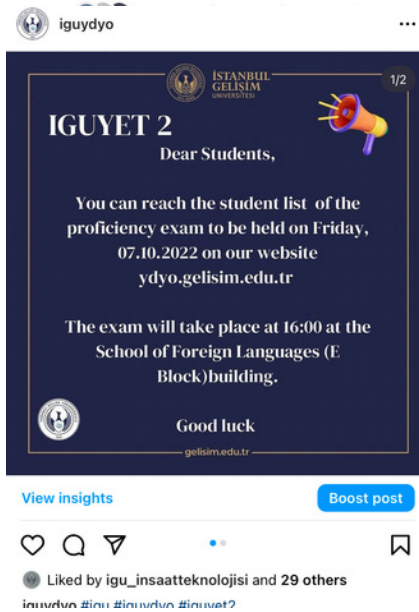 iguydyo
İSTANBUL
GELİŞİM
ÜNİVERSİTESİ
1/2
IGUYET 2
Dear Students,
You can reach the student list of the
proficiency exam to be held on Friday,
07.10.2022 on our website
ydyo.gelisim.edu.tr
The exam will take place at 16:00 at the
School of Foreign Languages (E
Block)building.
Good luck
gelisim.edu.tr
View insights
Boost post
Liked by igu_insaatteknolojisi and 29 others
iguydyo #igu #iguydyo #iguyet2